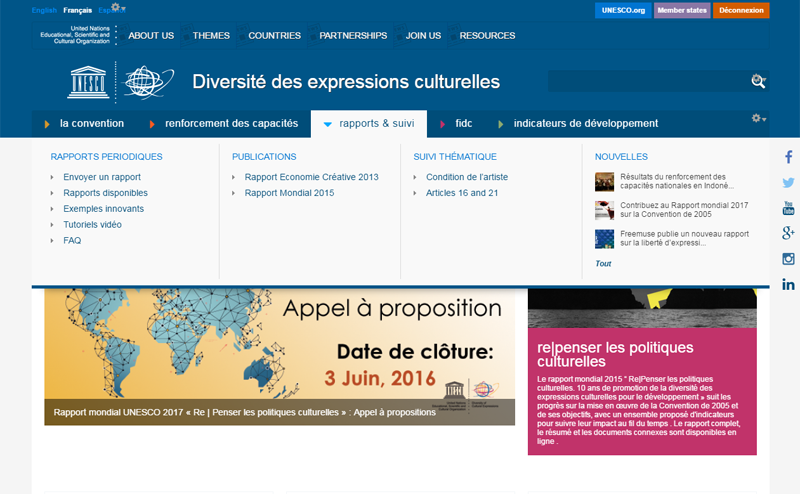 English Français Español
UNESCO.org Member states Déconnexion
United Nations
Educational, Scientific and
Cultural Organization
ABOUT US THEMES COUNTRIES PARTNERSHIPS JOIN US RESOURCES
UNESCO
Diversité des expressions culturelles
la convention renforcement des capacités rapports & suivi fidc indicateurs de développement
RAPPORTS PERIODIQUES
Envoyer un rapport
Rapports disponibles
Exemples innovants
Tutoriels vidéo
FAQ
PUBLICATIONS
Rapport Economie Créative 2013
Rapport Mondial 2015
SUIVI THÉMATIQUE
Condition de l'artiste
Articles 16 and 21
NOUVELLES
Résultats du renforcement des
capacités nationales en Indonè...
Contribuez au Rapport mondial 2017
sur la Convention de 2005
Freemuse publie un nouveau rapport
sur la liberté d'expressi...
Tout
You
Tube
Appel à proposition
Date de clôture:
3 Juin, 2016
Rapport mondial UNESCO 2017 « Re | Penser les politiques culturelles » : Appel à propositions
re|penser les politiques
culturelles
Le rapport mondial 2015 " Re|Penser les politiques
culturelles. 10 ans de promotion de la diversité des
expressions culturelles pour le développement » suit les
progrès sur la mise en œuvre de la Convention de 2005 et
de ses objectifs, avec un ensemble proposé d'indicateurs
pour suivre leur impact au fil du temps . Le rapport complet,
le résumé et les documents connexes sont disponibles en
ligne .